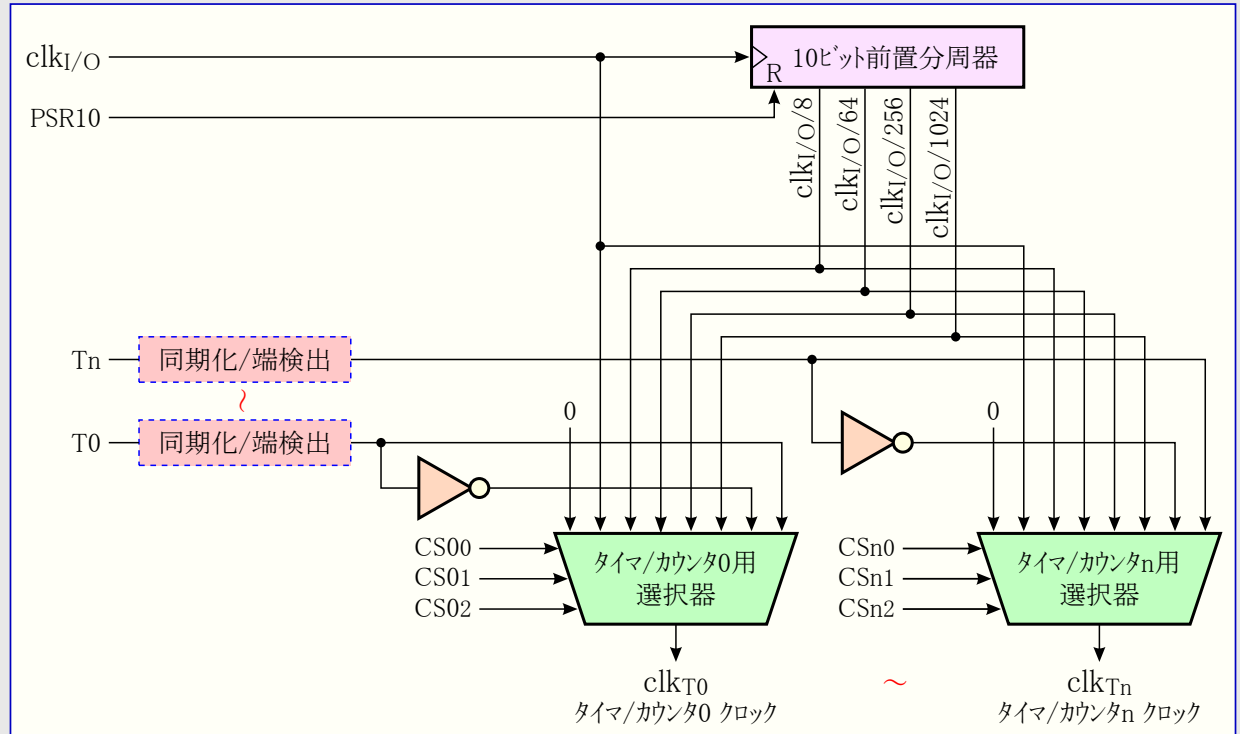 clkI/O
10ビット前置分周器
R
PSR10
clkI/O/8
clkI/O/64
clkI/O/256
clkI/O/1024
Tn
同期化/端検出
~
T0
同期化/端検出
0
0
CS00
CS01
CS02
タイマ/カウンタ0用
選択器
CSn0
CSn1
CSn2
タイマ/カウンタn用
選択器
clkT0
タイマ/カウンタ0 クロック
~
clkTn
タイマ/カウンタn クロック